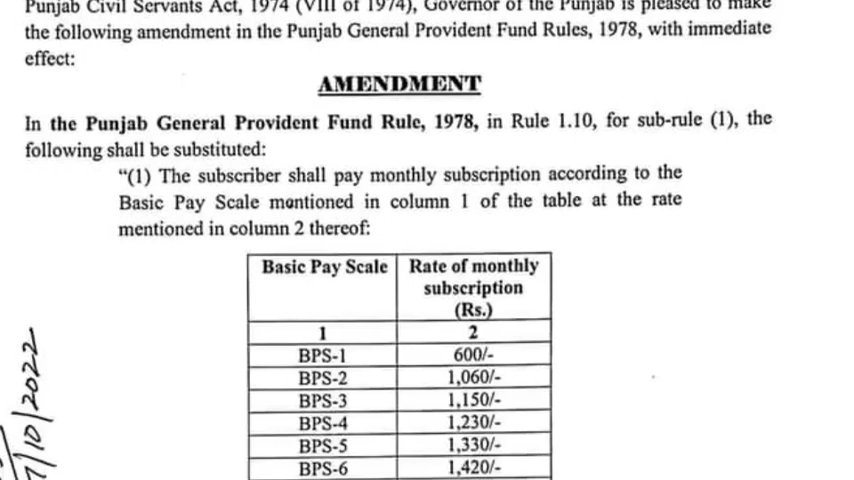 Punjab Civil Servants Act, 1974 (VIII of 1974), Governor of the Punjab is pleased to make
the following amendment in the Punjab General Provident Fund Rules, 1978, with immediate
effect:
AMENDMENT
In the Punjab General Provident Fund Rule, 1978, in Rule 1.10, for sub-rule (1), the
following shall be substituted:
"(1) The subscriber shall pay monthly subscription according to the
Basic Pay Scale mentioned in column 1 of the table at the rate
mentioned in column 2 thereof:
Basic Pay Scale Rate of monthly
subscription
(Rs.)
1 2
BPS-1 600/-
BPS-2 1,060/-
BPS-3 1,150/-
BPS-4 1,230/-
BPS-5 1,330/-
BPS-6 1,420/-
/10/2022